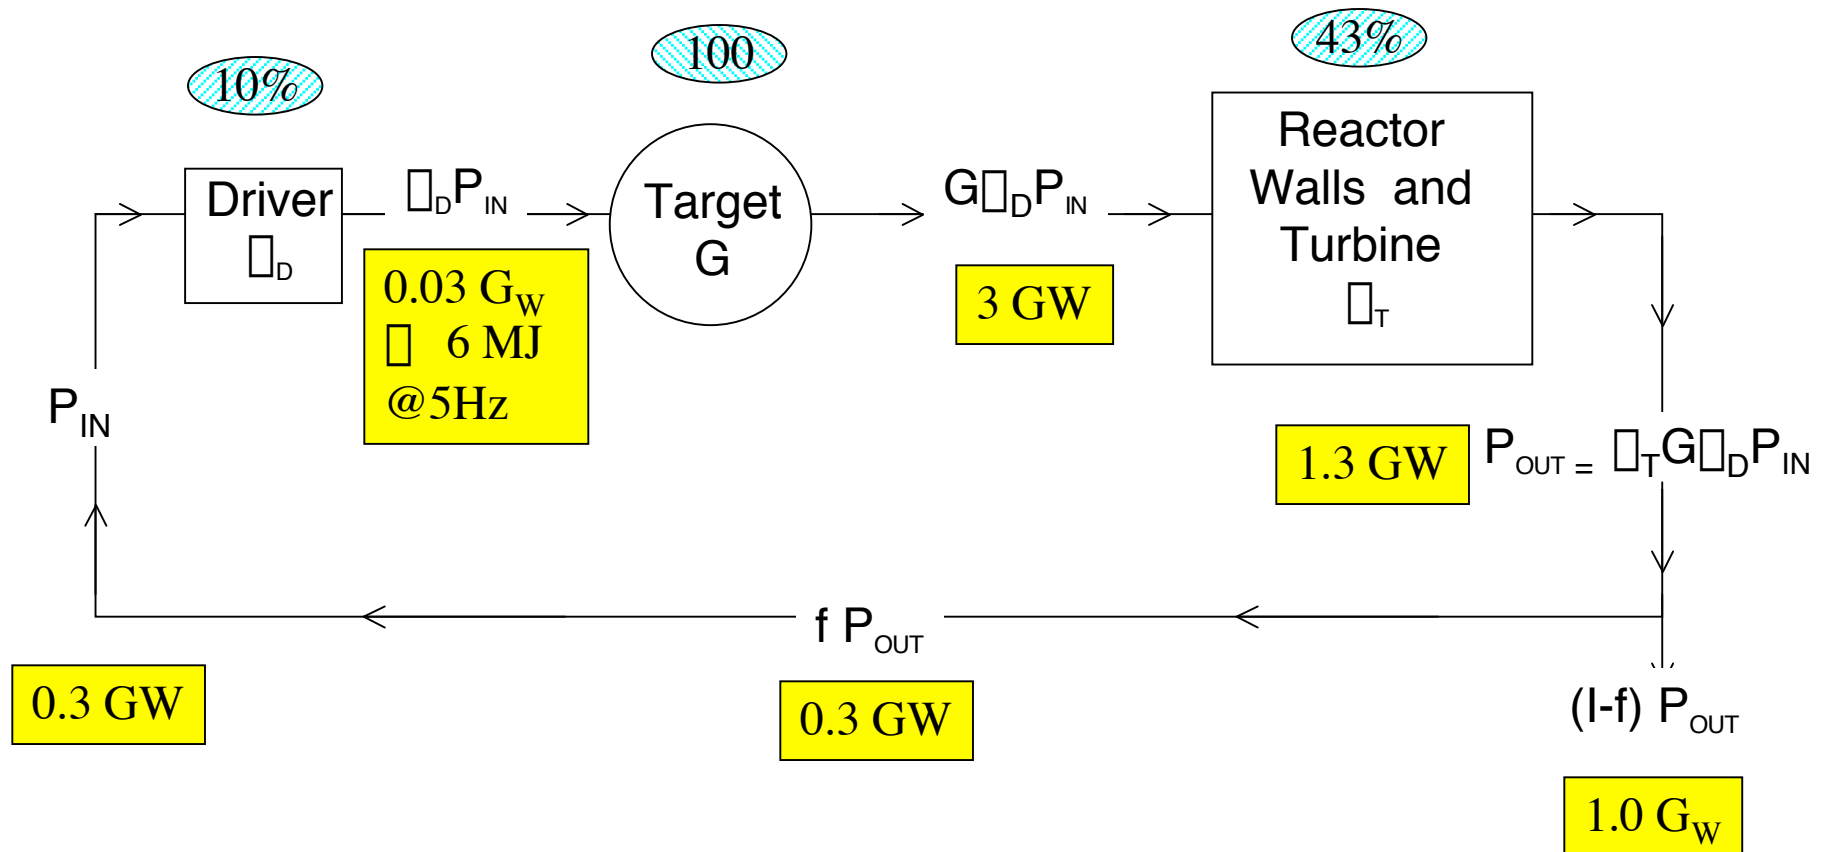 10%
100
43%
Driver
□D
□DPIN
0.03 GW
□ 6 MJ
@5Hz
Target
G
G□DPIN
3 GW
Reactor
Walls and
Turbine
□T
PIN
1.3 GW
POUT = □TG□DPIN
f POUT
0.3 GW
0.3 GW
(I-f) POUT
1.0 GW